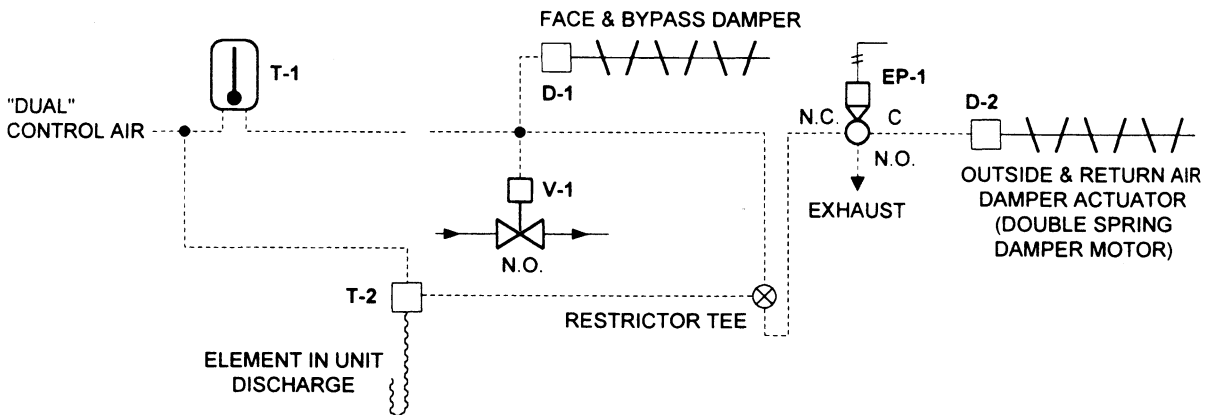 FACE & BYPASS DAMPER
T-1
EP-1
"DUAL"
CONTROL AIR
D-1
D-2
N.C.
C
N.O.
V-1
EXHAUST
OUTSIDE & RETURN AIR
DAMPER ACTUATOR
(DOUBLE SPRING
DAMPER MOTOR)
N.O.
T-2
RESTRICTOR TEE
ELEMENT IN UNIT
DISCHARGE